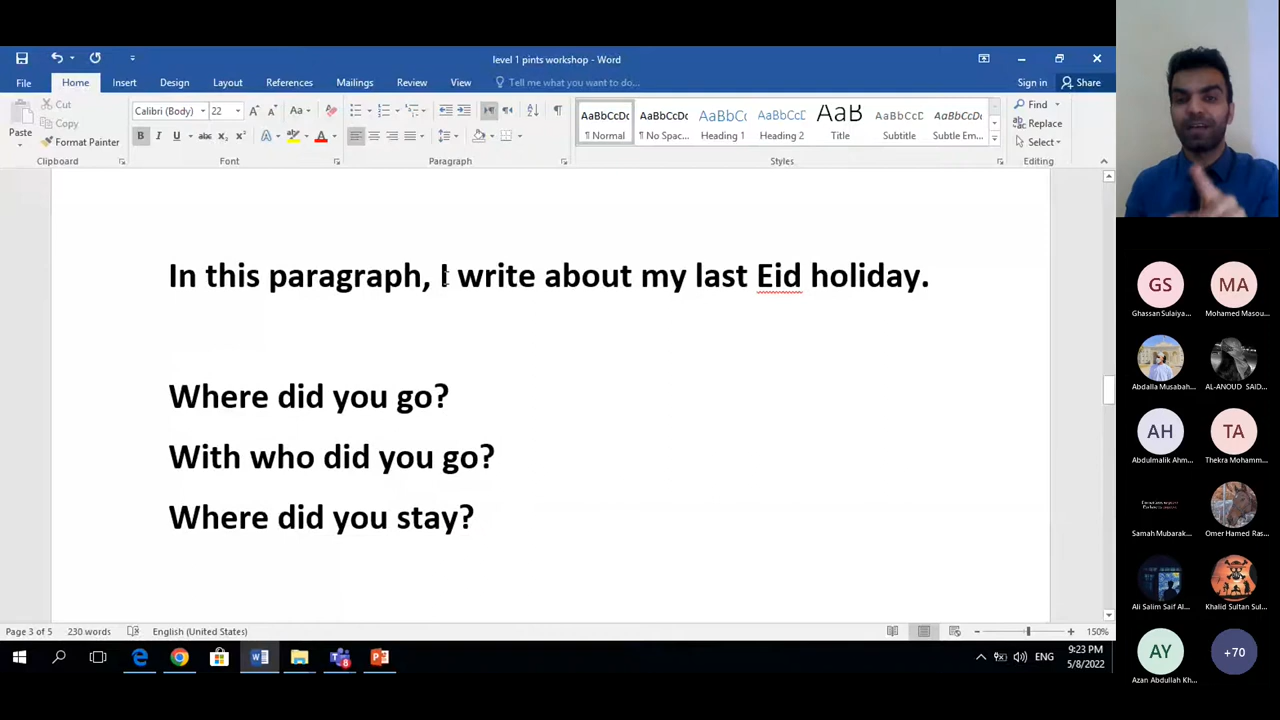 level 1 pints workshop - Word
File Home Insert Design Layout References Mailings Review View Tell me what you want to do... Sign in Share
Paste
Cut
Copy
Format Painter
Calibri (Body) 22
AaBbCcDc AaBbCcDc AaBbCc AaBbCcC AaB AaBbCcD AaBbCcDc
¶ Normal ¶ No Spac... Heading 1 Heading 2 Title Subtitle Subtle Em...
Find
Replace
Select
Clipboard Font Paragraph Styles Editing
In this paragraph, I write about my last Eid holiday.
Where did you go?
With who did you go?
Where did you stay?
Page 3 of 5 230 words English (United States) 150%
ENG 9:23 PM
5/8/2022
GS MA
Ghassan Sulaiya... Mohamed Masou...
Abdalla Musabah... AL-ANOUD SAID...
AH TA
Abdulmalik Ahm... Thekra Mohamm...
Samah Mubarak... Omer Hamed Ras...
Ali Salim Saif Al... Khalid Sultan Sul...
AY +70
Azan Abdullah Kh...